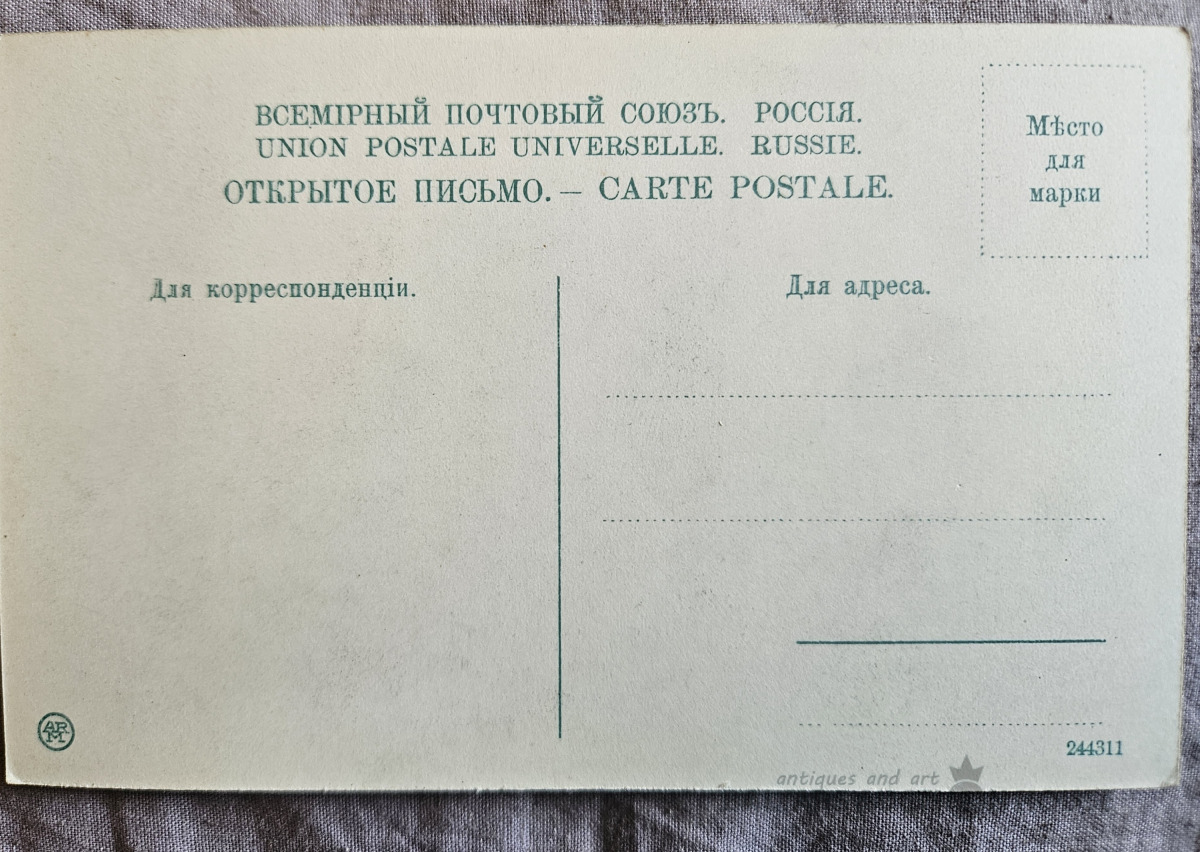 ВСЕМІРНЫЙ ПОЧТОВЫЙ СОЮЗЪ. РОССІЯ.
UNION POSTALE UNIVERSELLE. RUSSIE.
ОТКРЫТОЕ ПИСЬМО. — CARTE POSTALE.
Мѣсто
для
марки
Для корреспонденціи.
Для адреса.
ARM
244311
antiques and art